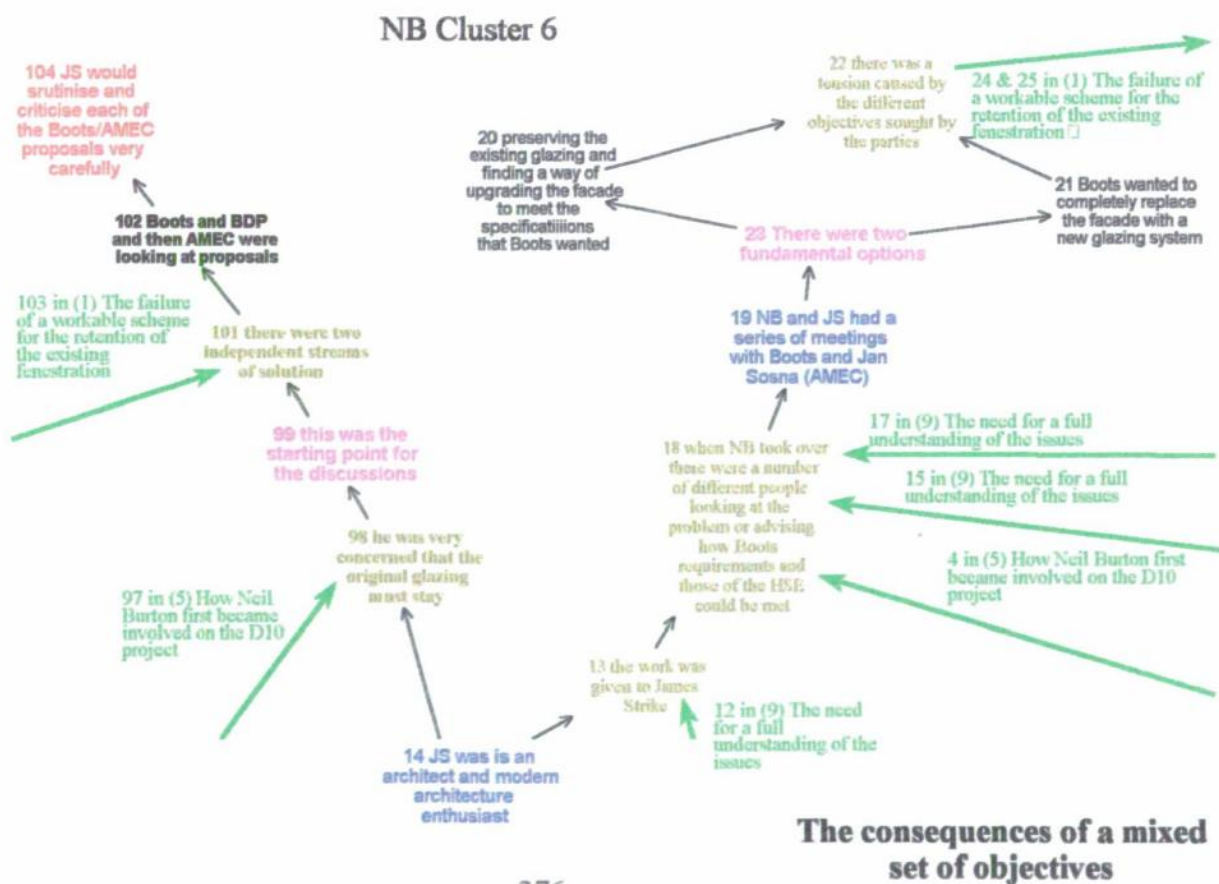 NB Cluster 6
104 JS would
srutinise and
criticise each of
the Boots/AMEC
proposals very
carefully
102 Boots and BDP
and then AMEC were
looking at proposals
103 in (1) The failure
of a workable scheme
for the retention of
the existing
fenestration
101 there were two
independent streams
of solution
99 this was the
starting point for
the discussions
98 he was very
concerned that the
original glazing
must stay
97 in (5) How Neil
Burton first became
involved on the D10
project
14 JS was is an
architect and modern
architecture
enthusiast
22 there was a
tension caused by
the different
objectives sought by
the parties
24 & 25 in (1) The failure of
a workable scheme for the
retention of the existing
fenestration
20 preserving the
existing glazing and
finding a way of
upgrading the facade
to meet the
specificatiiiions
that Boots wanted
21 Boots wanted to
completely replace
the facade with a
new glazing system
23 There were two
fundamental options
19 NB and JS had a
series of meetings
with Boots and Jan
Sosna (AMEC)
18 when NB took over
there were a number
of different people
looking at the
problem or advising
how Boots
requirements and
those of the HSE
could be met
17 in (9) The need for a full
understanding of the issues
15 in (9) The need for a full
understanding of the issues
4 in (5) How Neil Burton first
became involved on the D10
project
13 the work was
given to James
Strike
12 in (9) The need
for a full
understanding of the
issues
The consequences of a mixed
set of objectives